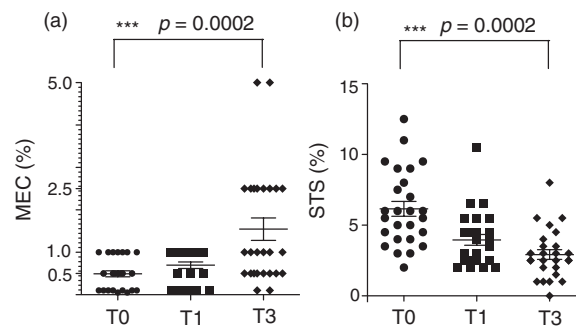 (a) *** p = 0.0002
5.0
2.5
1.0
0.5
MEC (%)
T0 T1 T3
(b) *** p = 0.0002
15
10
5
0
STS (%)
T0 T1 T3